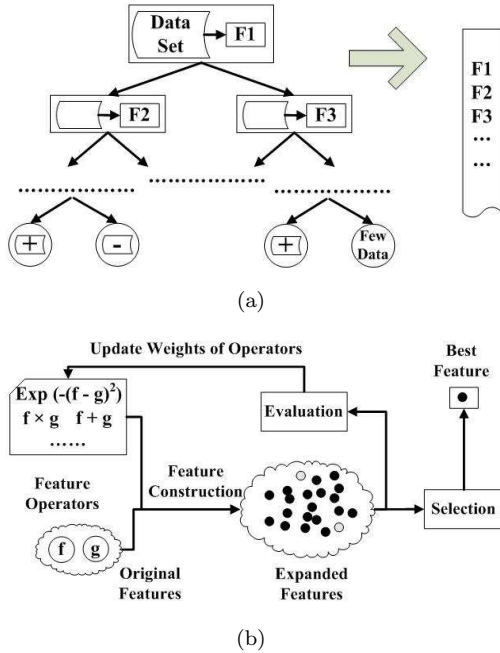 Data
Set
F1
F2
F3
F1
F2
F3
...
...
+
-
+
Few
Data
(a)
Update Weights of Operators
Exp (-(f - g)²)
f × g f + g
......
Evaluation
Best
Feature
Feature
Operators
Feature
Construction
Selection
f g
Original
Features
Expanded
Features
(b)